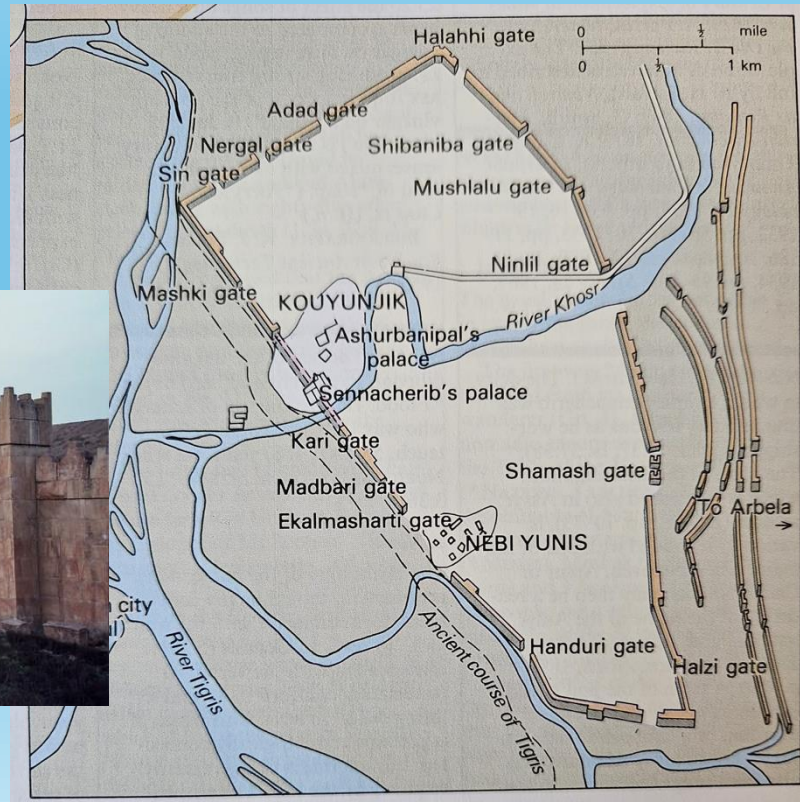 Halahhi gate
0 ½ mile
0 ½ 1 km
Adad gate
Nergal gate
Shibaniba gate
Sin gate
Mushlalu gate
Ninlil gate
Mashki gate
KOUYUNJIK
River Khosr
Ashurbanipal's
palace
Sennacherib's palace
Kari gate
Shamash gate
Madbari gate
To Arbela
Ekalmasharti gate
NEBI YUNIS
city
River Tigris
Ancient course of Tigris
Handuri gate
Halzi gate